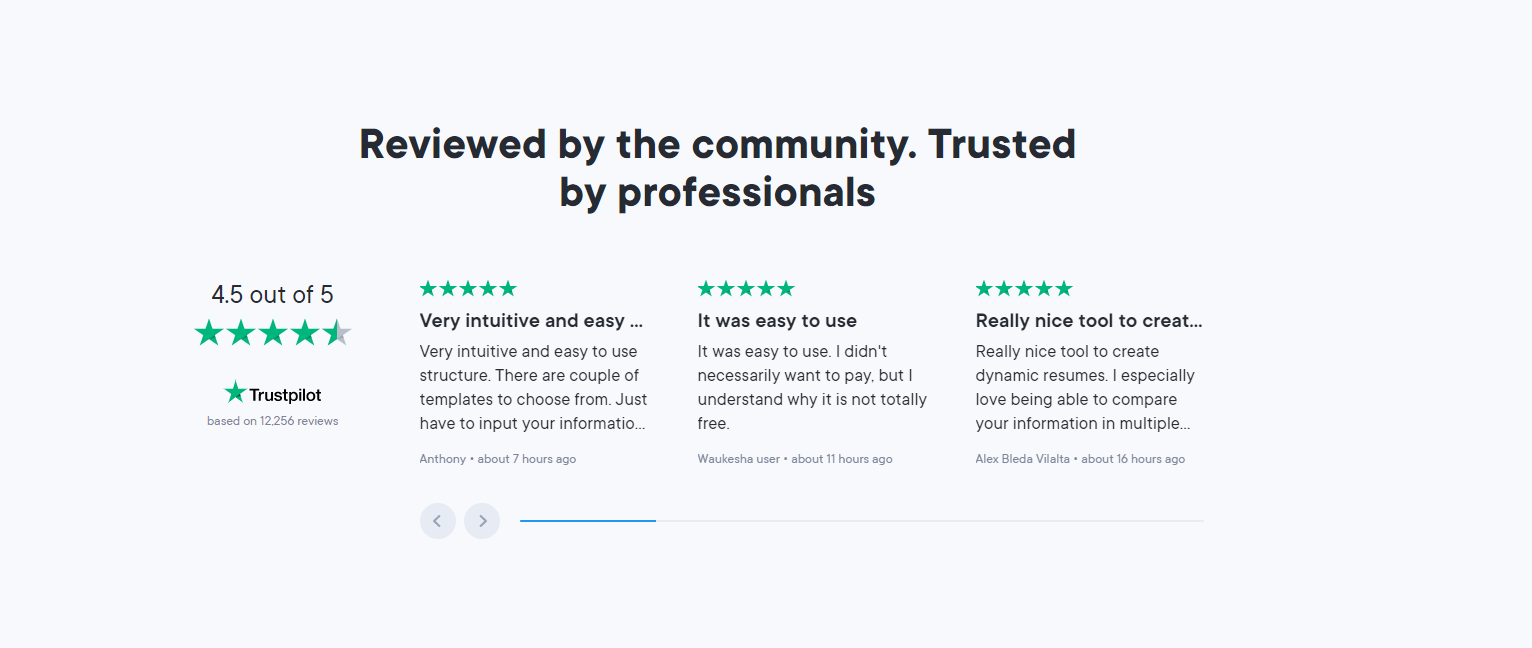 Reviewed by the community. Trusted
by professionals
4.5 out of 5
Trustpilot
based on 12,256 reviews
Very intuitive and easy ...
Very intuitive and easy to use
structure. There are couple of
templates to choose from. Just
have to input your informatio...
Anthony • about 7 hours ago
It was easy to use
It was easy to use. I didn't
necessarily want to pay, but I
understand why it is not totally
free.
Waukesha user • about 11 hours ago
Really nice tool to creat...
Really nice tool to create
dynamic resumes. I especially
love being able to compare
your information in multiple...
Alex Bleda Vilalta • about 16 hours ago